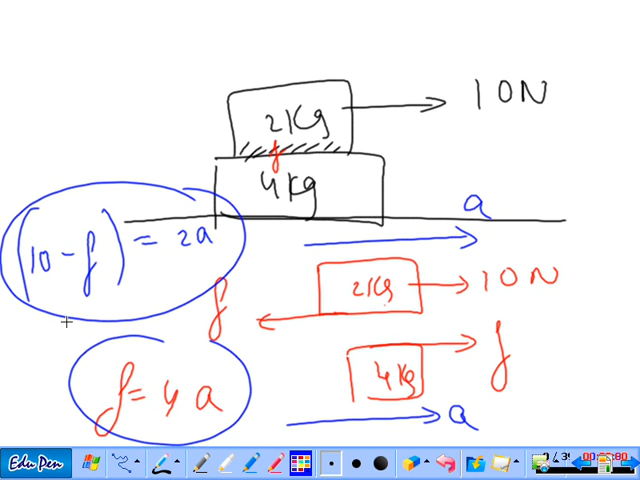 2Kg
10N
f
4Kg
a
(10 - f) = 2a
2Kg
10N
f
4Kg
f
f = 4a
a
Edu Pen